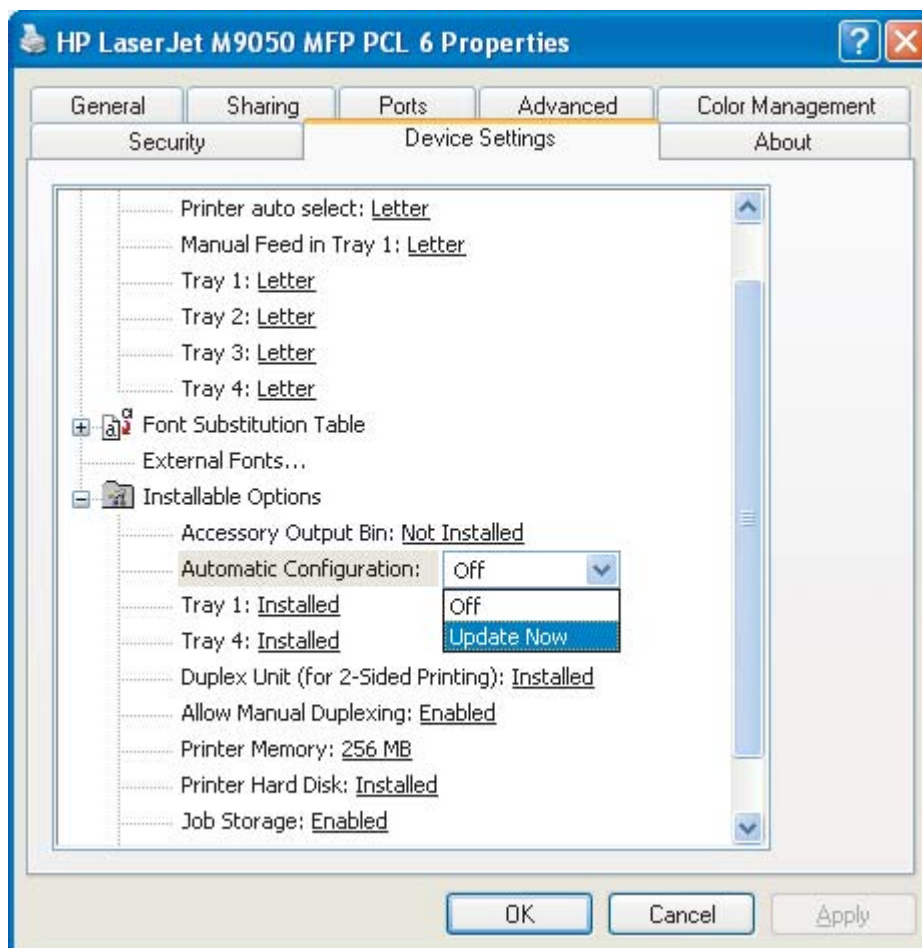 HP LaserJet M9050 MFP PCL 6 Properties
General Sharing Ports Advanced Color Management
Security Device Settings About
Printer auto select: Letter
Manual Feed in Tray 1: Letter
Tray 1: Letter
Tray 2: Letter
Tray 3: Letter
Tray 4: Letter
Font Substitution Table
External Fonts...
Installable Options
Accessory Output Bin: Not Installed
Automatic Configuration: Off
Off
Update Now
Tray 1: Installed
Tray 4: Installed
Duplex Unit (for 2-Sided Printing): Installed
Allow Manual Duplexing: Enabled
Printer Memory: 256 MB
Printer Hard Disk: Installed
Job Storage: Enabled
OK Cancel Apply